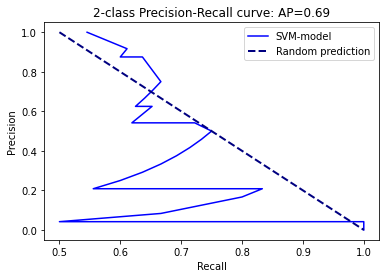 2-class Precision-Recall curve: AP=0.69
SVM-model
Random prediction
Precision
1.0
0.8
0.6
0.4
0.2
0.0
0.5 0.6 0.7 0.8 0.9 1.0
Recall